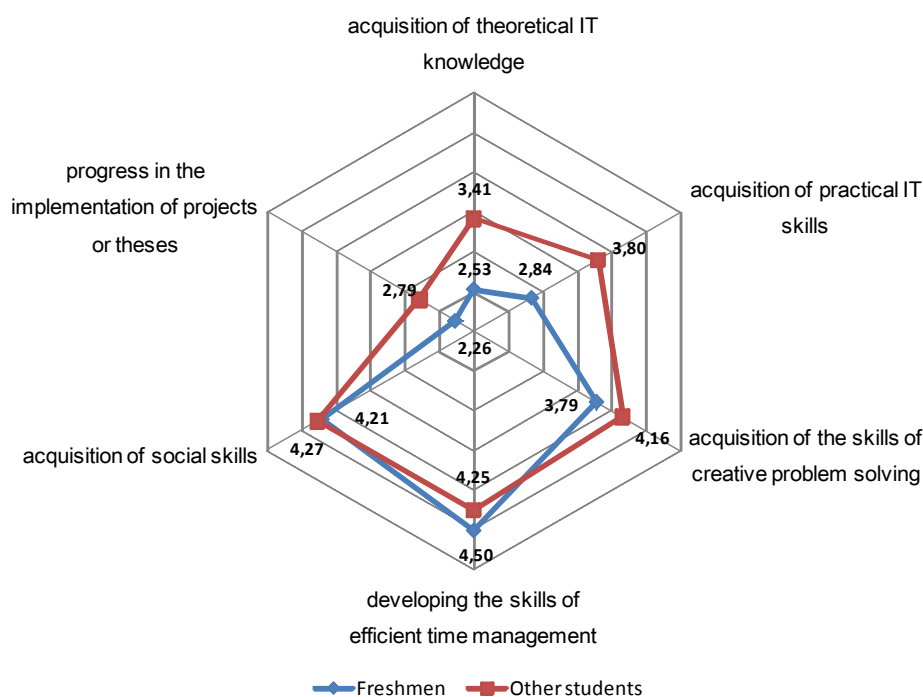 acquisition of theoretical IT
knowledge
progress in the
implementation of projects
or theses
acquisition of practical IT
skills
3,41
3,80
2,53
2,84
2,79
2,26
3,79
4,21
4,16
4,27
4,25
acquisition of social skills
acquisition of the skills of
creative problem solving
4,50
developing the skills of
efficient time management
Freshmen
Other students